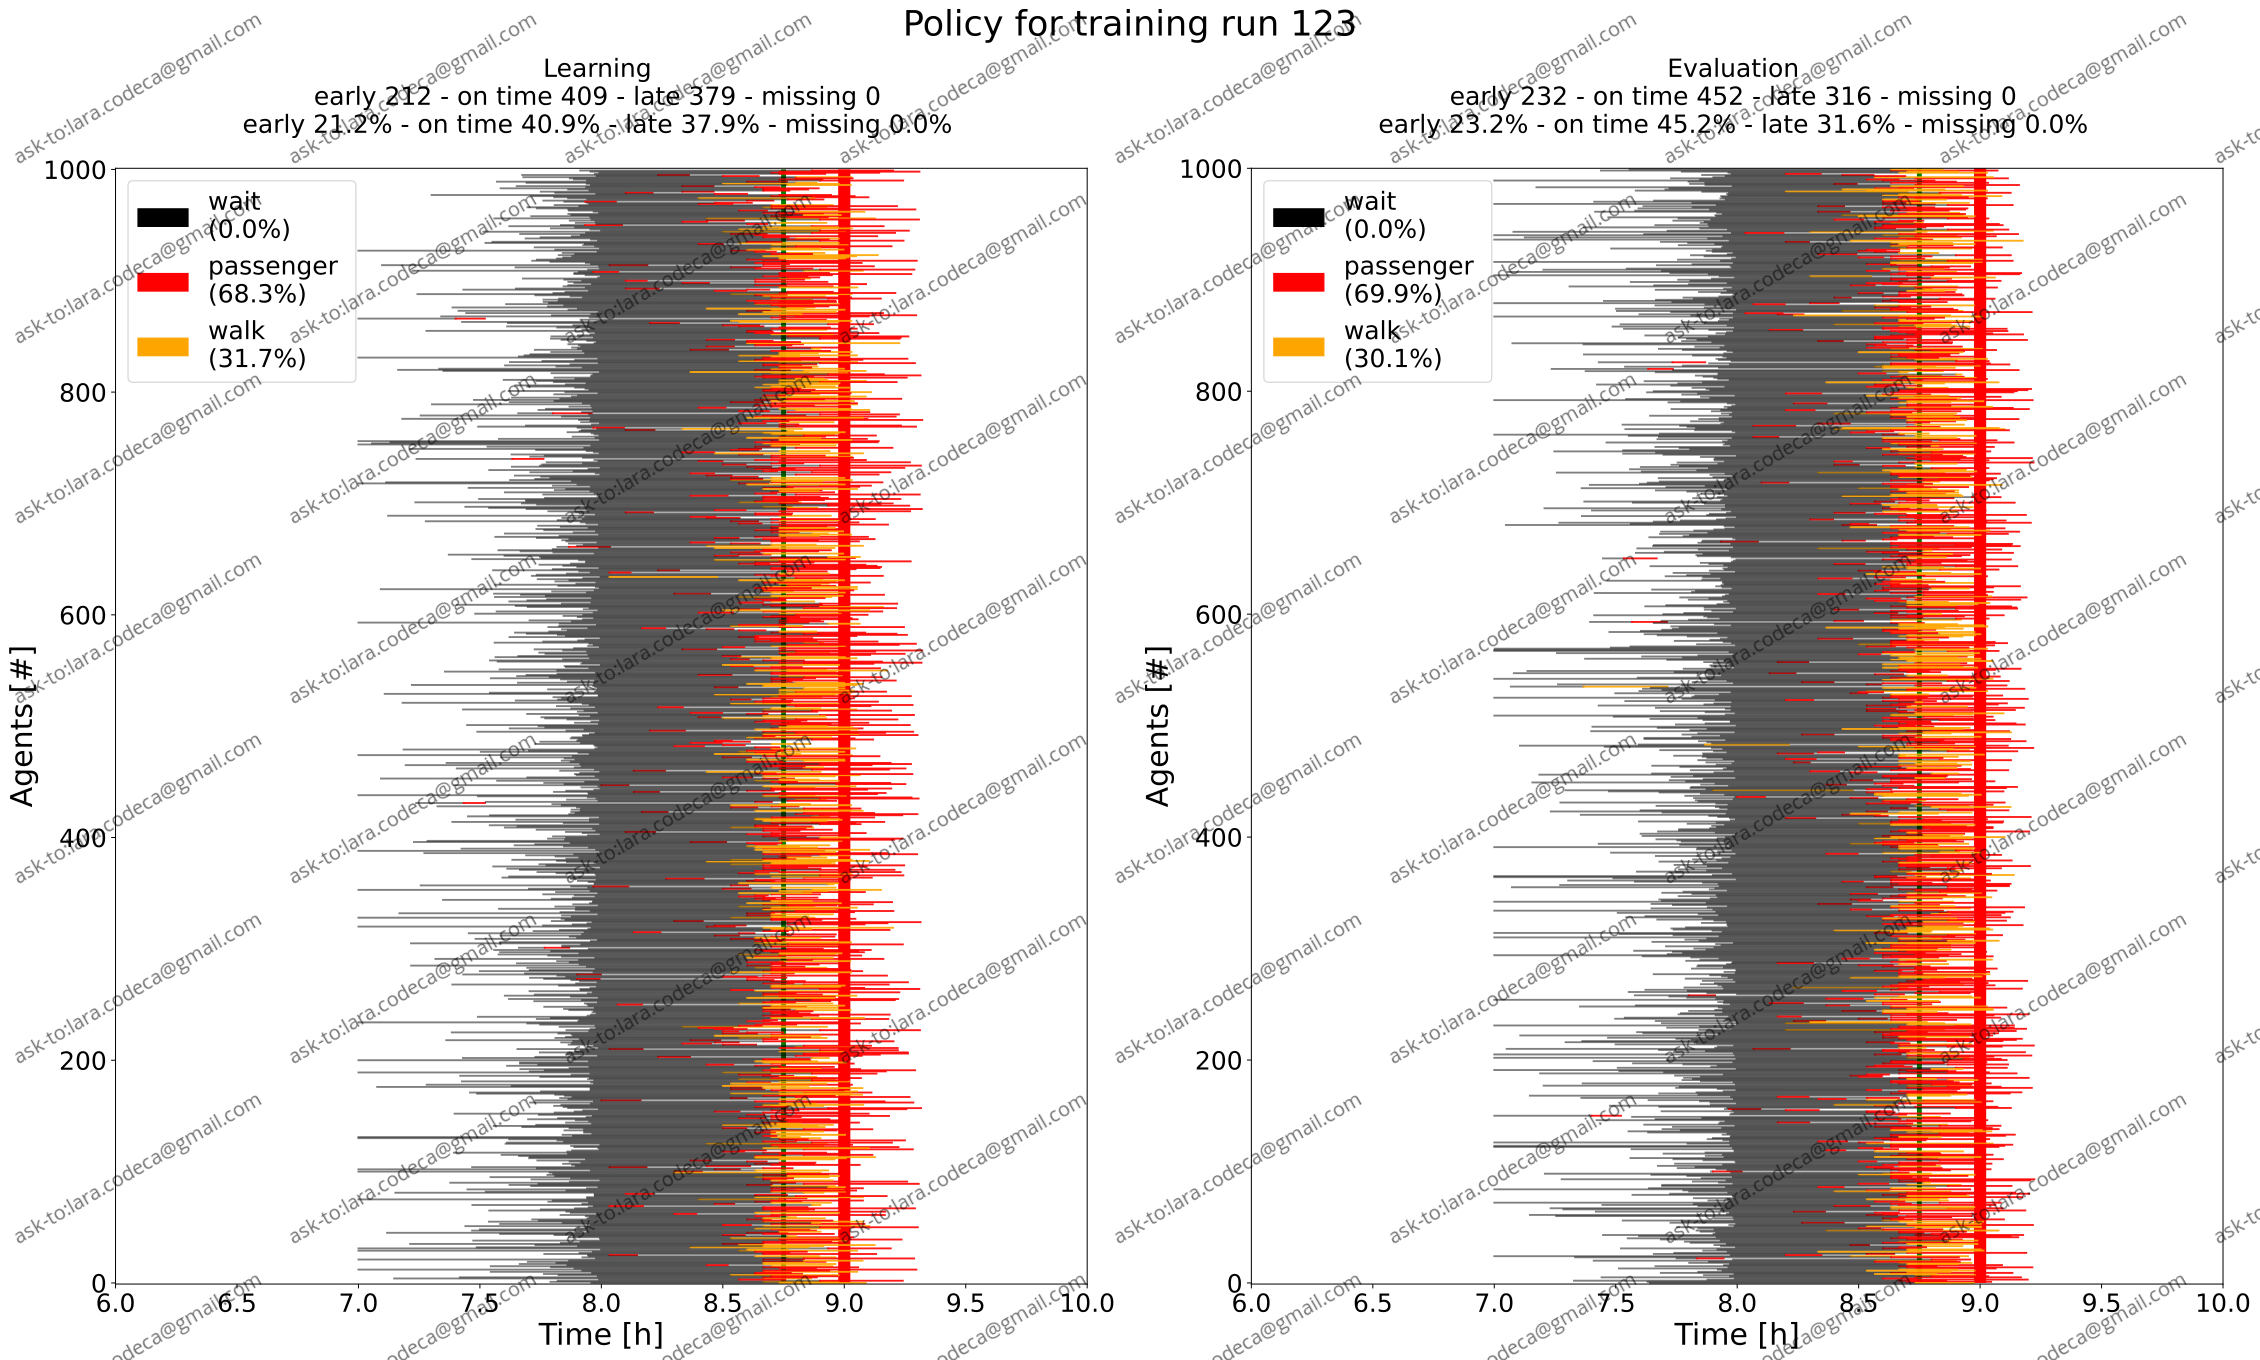 Policy for training run 123
Learning
early 212 - on time 409 - late 379 - missing 0
early 21.2% - on time 40.9% - late 37.9% - missing 0.0%
1000
800
600
400
200
0
Agents [#]
wait
(0.0%)
passenger
(68.3%)
walk
(31.7%)
6.0 6.5 7.0 7.5 8.0 8.5 9.0 9.5 10.0
Time [h]
Evaluation
early 232 - on time 452 - late 316 - missing 0
early 23.2% - on time 45.2% - late 31.6% - missing 0.0%
1000
800
600
400
200
0
Agents [#]
wait
(0.0%)
passenger
(69.9%)
walk
(30.1%)
6.0 6.5 7.0 7.5 8.0 8.5 9.0 9.5 10.0
Time [h]
ask-to:lara.codeca@gmail.com